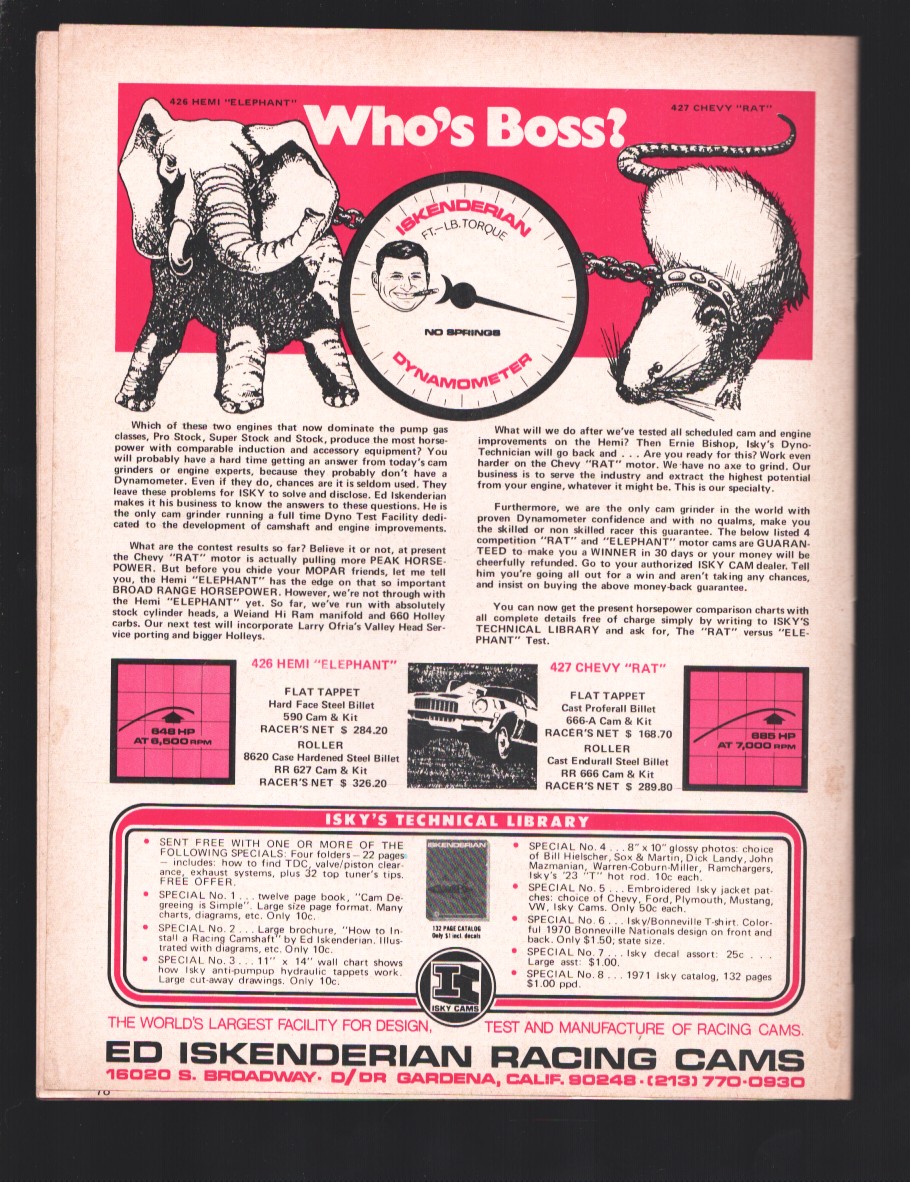 426 HEMI "ELEPHANT"
427 CHEVY "RAT"
Who's Boss?
ISKENDERIAN
FT.-LB. TORQUE
NO SPRINGS
DYNAMOMETER
Which of these two engines that now dominate the pump gas
classes, Pro Stock, Super Stock and Stock, produce the most horse-
power with comparable induction and accessory equipment? You
will probably have a hard time getting an answer from today's cam
grinders or engine experts, because they probably don't have a
Dynamometer. Even if they do, chances are it is seldom used. They
leave these problems for ISKY to solve and disclose. Ed Iskenderian
makes it his business to know the answers to these questions. He is
the only cam grinder running a full time Dyno Test Facility dedi-
cated to the development of camshaft and engine improvements.
What are the contest results so far? Believe it or not, at present
the Chevy "RAT" motor is actually pulling more PEAK HORSE-
POWER. But before you chide your MOPAR friends, let me tell
you, the Hemi "ELEPHANT" has the edge on that so important
BROAD RANGE HORSEPOWER. However, we're not through with
the Hemi "ELEPHANT" yet. So far, we've run with absolutely
stock cylinder heads, a Weiand Hi Ram manifold and 660 Holley
carbs. Our next test will incorporate Larry Ofria's Valley Head Ser-
vice porting and bigger Holleys.
What will we do after we've tested all scheduled cam and engine
improvements on the Hemi? Then Ernie Bishop, Isky's Dyno-
Technician will go back and . . . Are you ready for this? Work even
harder on the Chevy "RAT" motor. We have no axe to grind. Our
business is to serve the industry and extract the highest potential
from your engine, whatever it might be. This is our specialty.
Furthermore, we are the only cam grinder in the world with
proven Dynamometer confidence and with no qualms, make you
the skilled or non skilled racer this guarantee. The below listed 4
competition "RAT" and "ELEPHANT" motor cams are GUARAN-
TEED to make you a WINNER in 30 days or your money will be
cheerfully refunded. Go to your authorized ISKY CAM dealer. Tell
him you're going all out for a win and aren't taking any chances,
and insist on buying the above money-back guarantee.
You can now get the present horsepower comparison charts with
all complete details free of charge simply by writing to ISKY'S
TECHNICAL LIBRARY and ask for, The "RAT" versus "ELE-
PHANT" Test.
648 HP
AT 6,500 RPM
426 HEMI "ELEPHANT"
FLAT TAPPET
Hard Face Steel Billet
590 Cam & Kit
RACER'S NET $ 284.20
ROLLER
8620 Case Hardened Steel Billet
RR 627 Cam & Kit
RACER'S NET $ 326.20
427 CHEVY "RAT"
FLAT TAPPET
Cast Proferall Billet
666-A Cam & Kit
RACER'S NET $ 168.70
ROLLER
Cast Endurall Steel Billet
RR 666 Cam & Kit
RACER'S NET $ 289.80
685 HP
AT 7,000 RPM
ISKY'S TECHNICAL LIBRARY
• SENT FREE WITH ONE OR MORE OF THE
FOLLOWING SPECIALS: Four folders – 22 pages
– includes: how to find TDC, valve/piston clear-
ance, exhaust systems, plus 32 top tuner's tips.
FREE OFFER.
• SPECIAL No. 1 . . . twelve page book, "Cam De-
greeing is Simple". Large size page format. Many
charts, diagrams, etc. Only 10c.
• SPECIAL No. 2 . . . Large brochure, "How to In-
stall a Racing Camshaft" by Ed Iskenderian. Illus-
trated with diagrams, etc. Only 10c.
• SPECIAL No. 3 . . . 11" x 14" wall chart shows
how Isky anti-pumpup hydraulic tappets work.
Large cut-away drawings. Only 10c.
ISKENDERIAN
132 PAGE CATALOG
Only $1 incl. decals
ISKY CAMS
• SPECIAL No. 4 . . . 8" x 10" glossy photos: choice
of Bill Hielscher, Sox & Martin, Dick Landy, John
Mazmanian, Warren-Coburn-Miller, Ramchargers,
Isky's '23 "T" hot rod. 10c each.
• SPECIAL No. 5 . . . Embroidered Isky jacket pat-
ches: choice of Chevy, Ford, Plymouth, Mustang,
VW, Isky Cams. Only 50c each.
• SPECIAL No. 6 . . . Isky/Bonneville T-shirt. Color-
ful 1970 Bonneville Nationals design on front and
back. Only $1.50; state size.
• SPECIAL No. 7 . . . Isky decal assort: 25c . . .
Large asst: $1.00.
• SPECIAL No. 8 . . . 1971 Isky catalog, 132 pages
$1.00 ppd.
THE WORLD'S LARGEST FACILITY FOR DESIGN, TEST AND MANUFACTURE OF RACING CAMS.
ED ISKENDERIAN RACING CAMS
16020 S. BROADWAY · D/DR GARDENA, CALIF. 90248 · (213) 770-0930